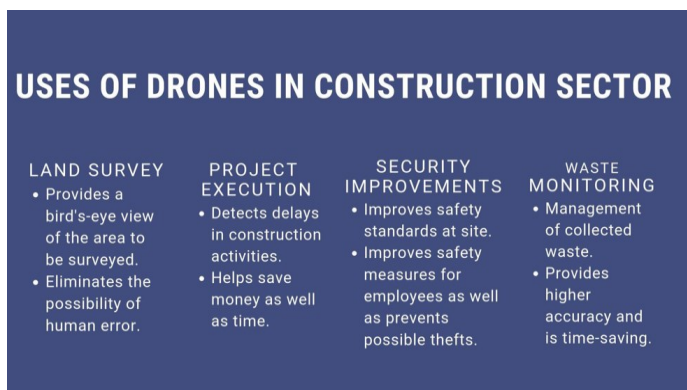 USES OF DRONES IN CONSTRUCTION SECTOR
LAND SURVEY
• Provides a
bird's-eye view
of the area to
be surveyed.
• Eliminates the
possibility of
human error.
PROJECT
EXECUTION
• Detects delays
in construction
activities.
• Helps save
money as well
as time.
SECURITY
IMPROVEMENTS
• Improves safety
standards at site.
• Improves safety
measures for
employees as well
as prevents
possible thefts.
WASTE
MONITORING
• Management
of collected
waste.
• Provides
higher
accuracy and
is time-saving.